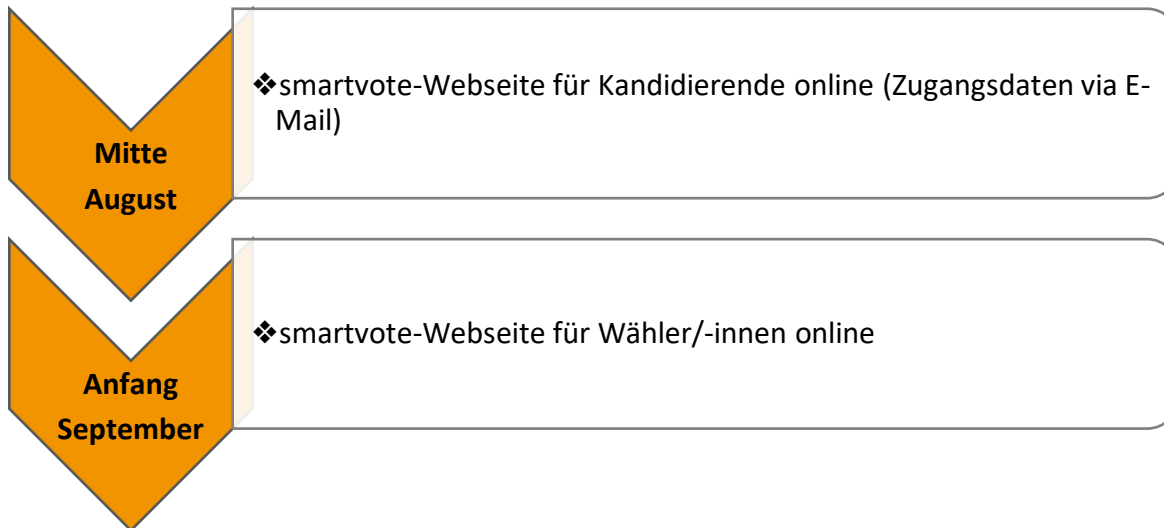 ❖smartvote-Webseite für Kandidierende online (Zugangsdaten via E-
Mail)
Mitte
August
❖smartvote-Webseite für Wähler/-innen online
Anfang
September